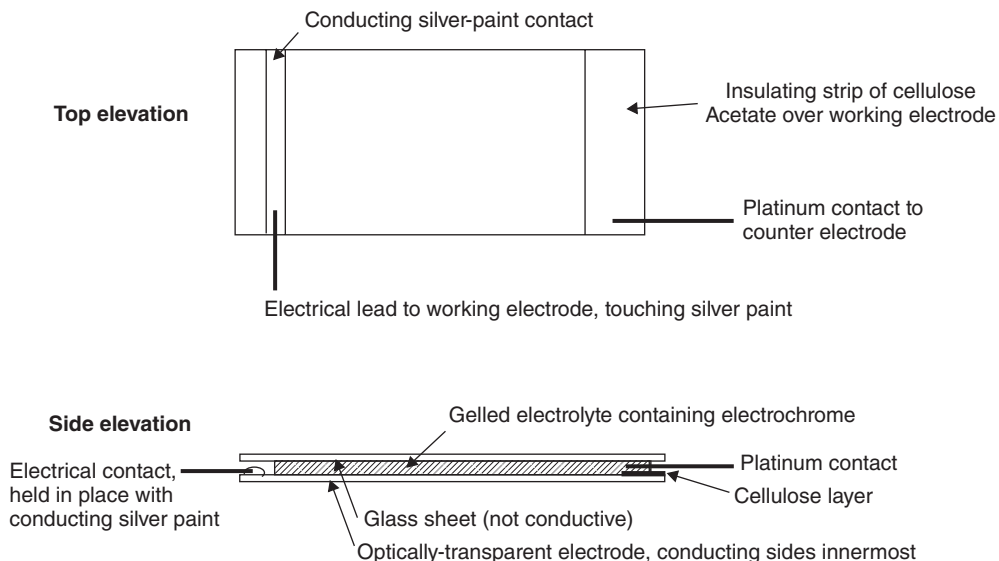 Conducting silver-paint contact
Top elevation
Insulating strip of cellulose
Acetate over working electrode
Platinum contact to
counter electrode
Electrical lead to working electrode, touching silver paint
Side elevation
Gelled electrolyte containing electrochrome
Electrical contact,
held in place with
conducting silver paint
Platinum contact
Cellulose layer
Glass sheet (not conductive)
Optically-transparent electrode, conducting sides innermost